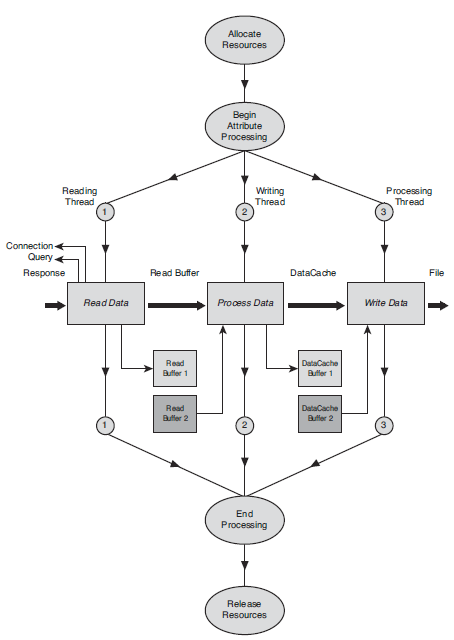 Allocate
Resources
Begin
Attribute
Processing
Reading
Thread
Writing
Thread
Processing
Thread
1
2
3
Connection
Query
Response
Read Buffer
DataCache
File
Read Data
Process Data
Write Data
Read
Buffer 1
DataCache
Buffer 1
Read
Buffer 2
DataCache
Buffer 2
1
2
3
End
Processing
Release
Resources